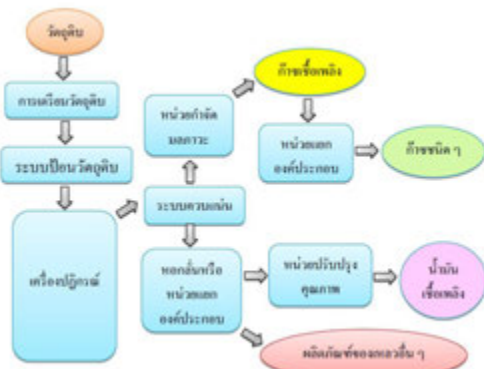 วัตถุดิบ
การเตรียมวัตถุดิบ
ระบบป้อนวัตถุดิบ
เครื่องปฏิกรณ์
ระบบควบแน่น
หน่วยกำจัด
มลภาวะ
ก๊าซเชื้อเพลิง
หน่วยแยก
องค์ประกอบ
ก๊าซชนิด ๆ
หอกลั่นหรือ
หน่วยแยก
องค์ประกอบ
หน่วยปรับปรุง
คุณภาพ
น้ำมัน
เชื้อเพลิง
ผลิตภัณฑ์ของเหลวอื่น ๆ